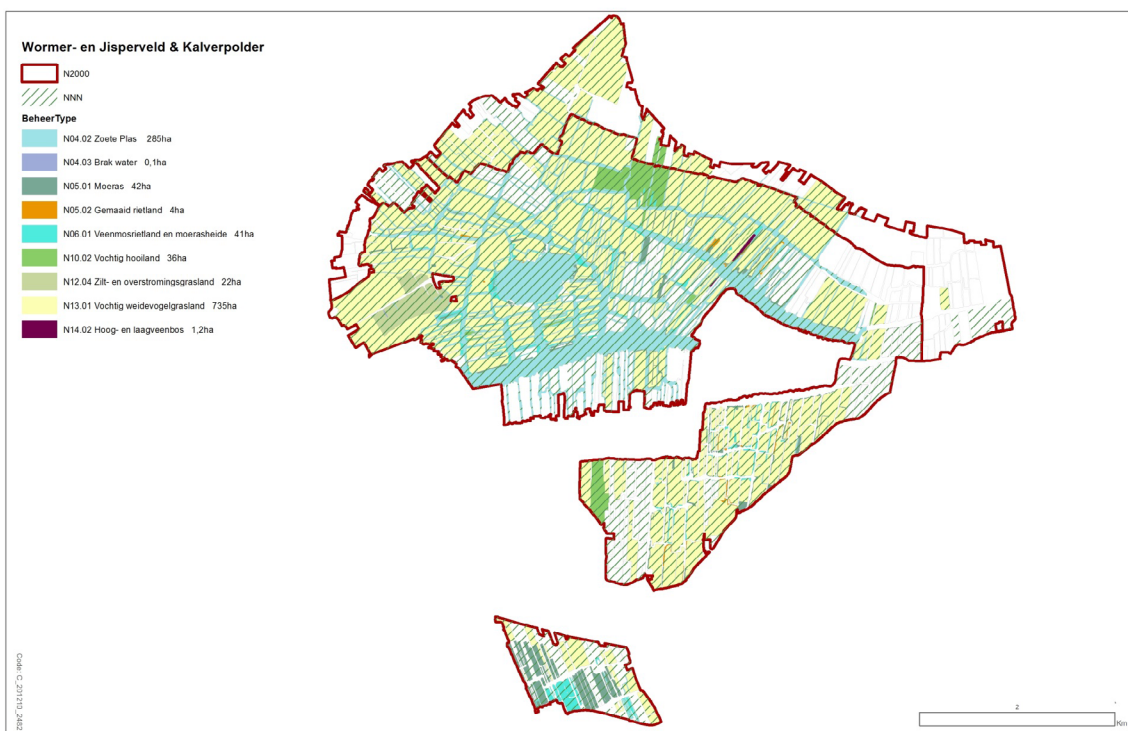 Wormer- en Jisperveld & Kalverpolder
N2000
NNN
BeheerType
N04.02 Zoete Plas 285ha
N04.03 Brak water 0,1ha
N05.01 Moeras 42ha
N05.02 Gemaaid rietland 4ha
N06.01 Veenmosrietland en moerasheide 41ha
N10.02 Vochtig hooiland 36ha
N12.04 Zilt- en overstromingsgrasland 22ha
N13.01 Vochtig weidevogelgrasland 735ha
N14.02 Hoog- en laagveenbos 1,2ha
Code: C_201210_2482
2
Km